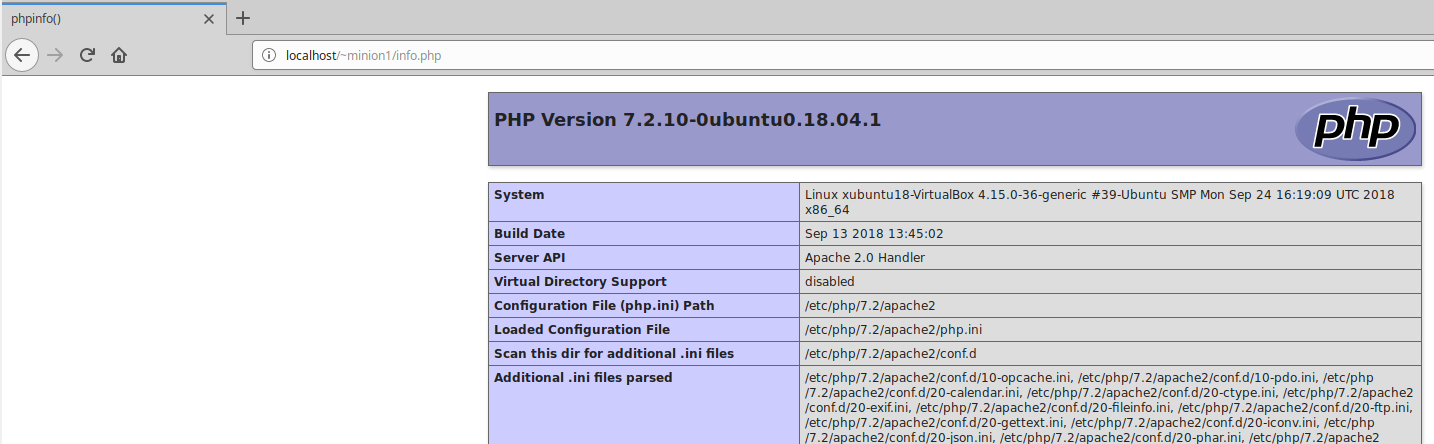 phpinfo()
localhost/~minion1/info.php
PHP Version 7.2.10-0ubuntu0.18.04.1
php
System
Linux xubuntu18-VirtualBox 4.15.0-36-generic #39-Ubuntu SMP Mon Sep 24 16:19:09 UTC 2018
x86_64
Build Date
Sep 13 2018 13:45:02
Server API
Apache 2.0 Handler
Virtual Directory Support
disabled
Configuration File (php.ini) Path
/etc/php/7.2/apache2
Loaded Configuration File
/etc/php/7.2/apache2/php.ini
Scan this dir for additional .ini files
/etc/php/7.2/apache2/conf.d
Additional .ini files parsed
/etc/php/7.2/apache2/conf.d/10-opcache.ini, /etc/php/7.2/apache2/conf.d/10-pdo.ini, /etc/php
/7.2/apache2/conf.d/20-calendar.ini, /etc/php/7.2/apache2/conf.d/20-ctype.ini, /etc/php/7.2/apache2
/conf.d/20-exif.ini, /etc/php/7.2/apache2/conf.d/20-fileinfo.ini, /etc/php/7.2/apache2/conf.d/20-ftp.ini,
/etc/php/7.2/apache2/conf.d/20-gettext.ini, /etc/php/7.2/apache2/conf.d/20-iconv.ini, /etc/php
/7.2/apache2/conf.d/20-json.ini, /etc/php/7.2/apache2/conf.d/20-phar.ini, /etc/php/7.2/apache2